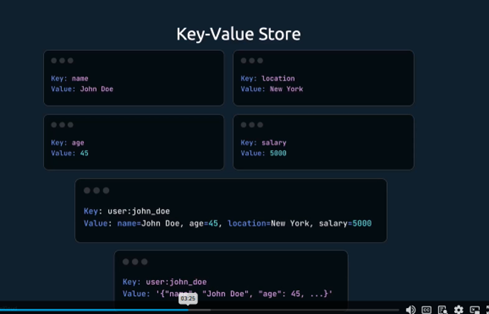 Key-Value Store
Key: name
Value: John Doe
Key: location
Value: New York
Key: age
Value: 45
Key: salary
Value: 5000
Key: user:john_doe
Value: name=John Doe, age=45, location=New York, salary=5000
Key: user:john_doe
Value: '{"name": "John Doe", "age": 45, ...}'
03:25